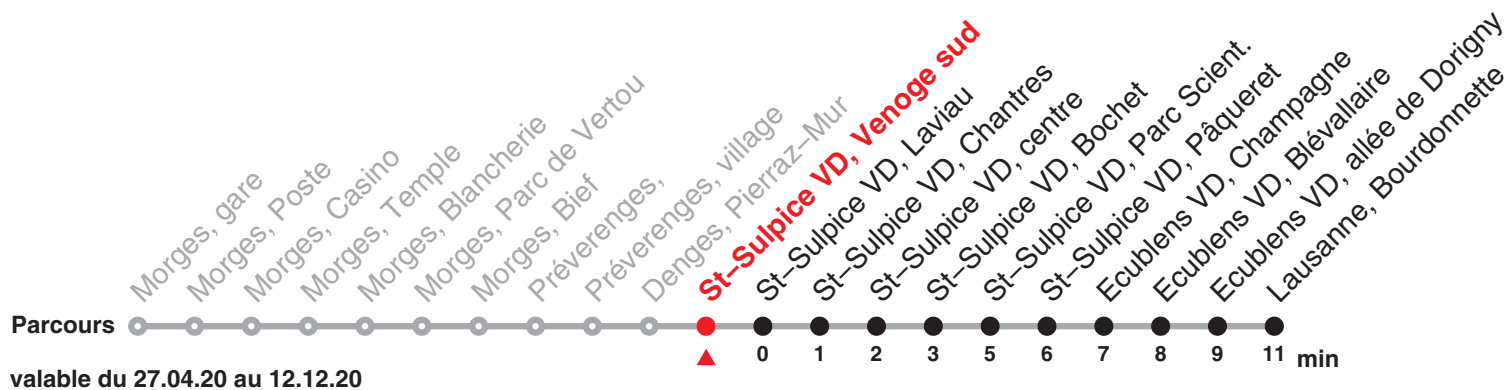 Morges, gare
Morges, Poste
Morges, Casino
Morges, Temple
Morges, Blancherie
Morges, Parc de Vertou
Morges, Bief
Préverenges,
Préverenges, village
Denges, Pierraz–Mur
St–Sulpice VD, Venoge sud
St–Sulpice VD, Laviau
St–Sulpice VD, Chantres
St–Sulpice VD, centre
St–Sulpice VD, Bochet
St–Sulpice VD, Parc Scient.
St–Sulpice VD, Pâqueret
Ecublens VD, Champagne
Ecublens VD, Blévallaire
Ecublens VD, allée de Dorigny
Lausanne, Bourdonnette
Parcours
0 1 2 3 5 6 7 8 9 11 min
valable du 27.04.20 au 12.12.20